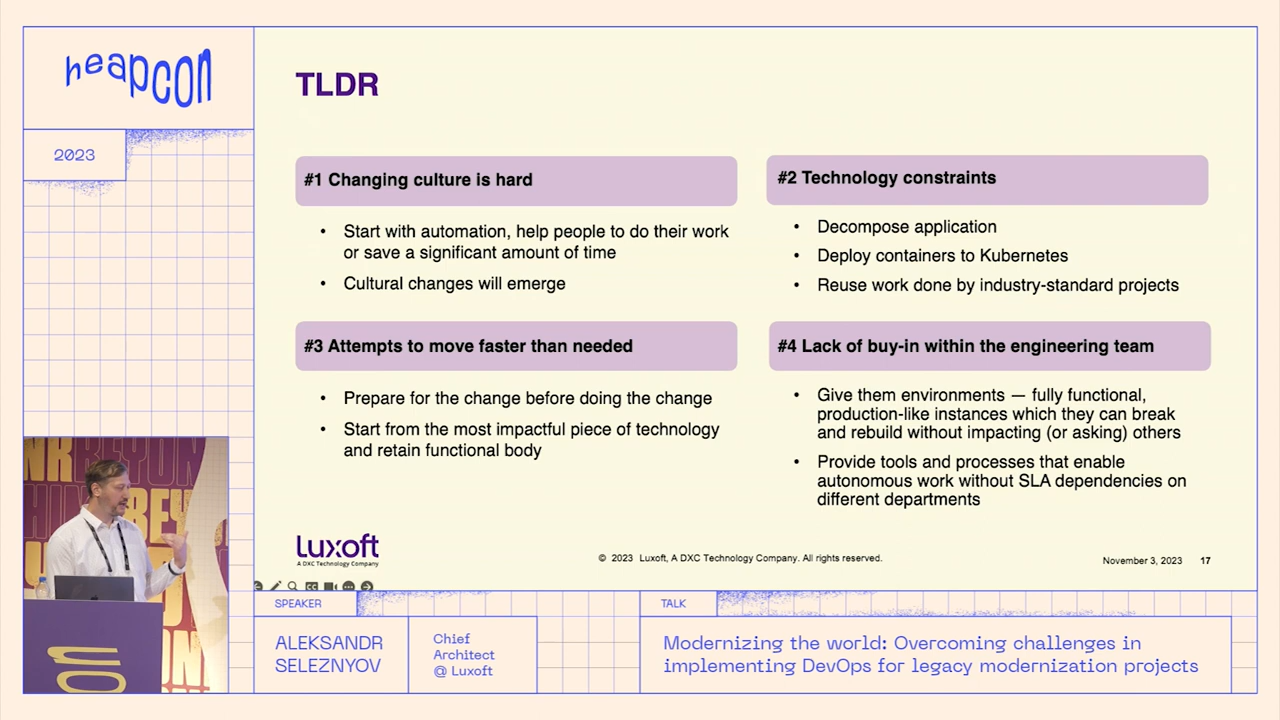 heapcon
2023
TLDR
#1 Changing culture is hard
• Start with automation, help people to do their work
or save a significant amount of time
• Cultural changes will emerge
#2 Technology constraints
• Decompose application
• Deploy containers to Kubernetes
• Reuse work done by industry-standard projects
#3 Attempts to move faster than needed
• Prepare for the change before doing the change
• Start from the most impactful piece of technology
and retain functional body
#4 Lack of buy-in within the engineering team
• Give them environments — fully functional,
production-like instances which they can break
and rebuild without impacting (or asking) others
• Provide tools and processes that enable
autonomous work without SLA dependencies on
different departments
Luxoft
A DXC Technology Company
© 2023 Luxoft, A DXC Technology Company. All rights reserved.
November 3, 2023 17
CC
SPEAKER
ALEKSANDR
SELEZNYOV
Chief
Architect
@ Luxoft
TALK
Modernizing the world: Overcoming challenges in
implementing DevOps for legacy modernization projects